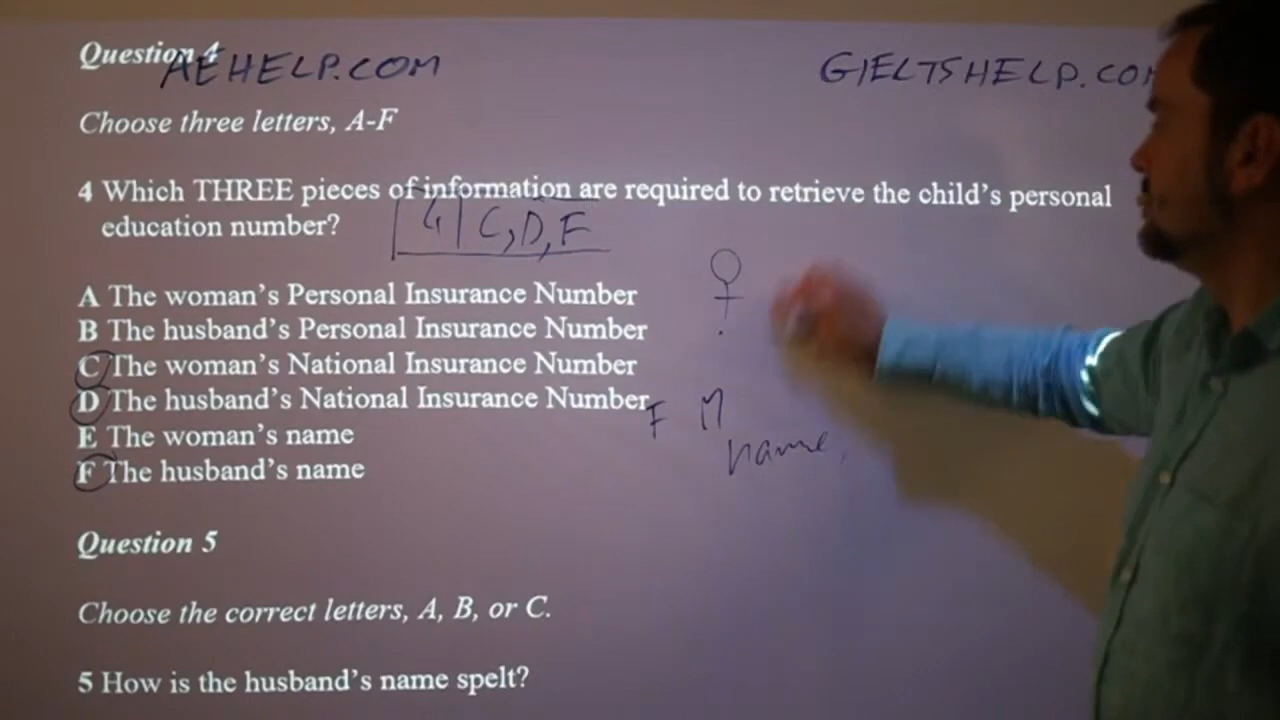 Question 4
AEHELP.COM
GIELTSHELP.CO
Choose three letters, A-F
4 Which THREE pieces of information are required to retrieve the child's personal
education number?
4 C, D, F
A The woman's Personal Insurance Number
B The husband's Personal Insurance Number
C The woman's National Insurance Number
D The husband's National Insurance Number
F M
E The woman's name
name,
F The husband's name
Question 5
Choose the correct letters, A, B, or C.
5 How is the husband's name spelt?